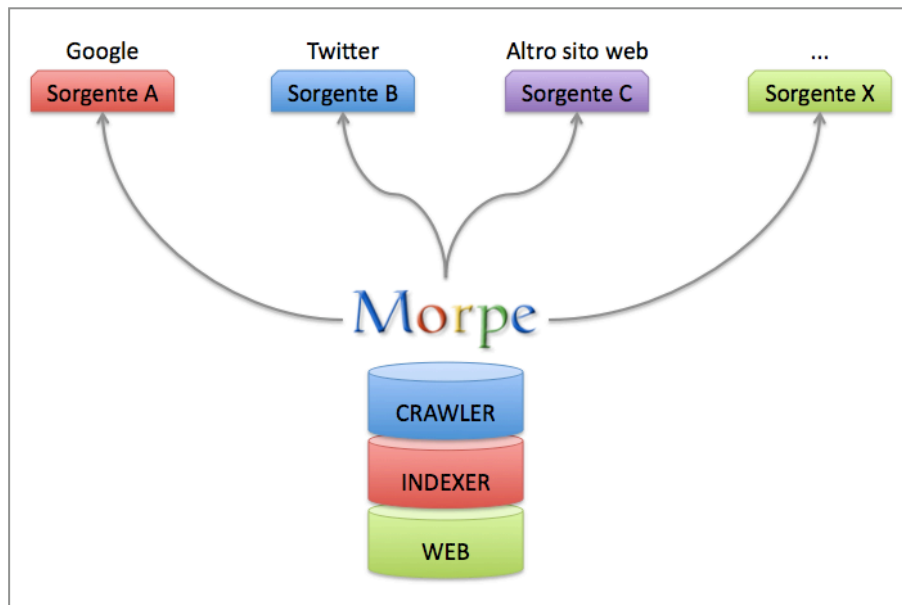 Google
Twitter
Altro sito web
...
Sorgente A
Sorgente B
Sorgente C
Sorgente X
Morpe
CRAWLER
INDEXER
WEB